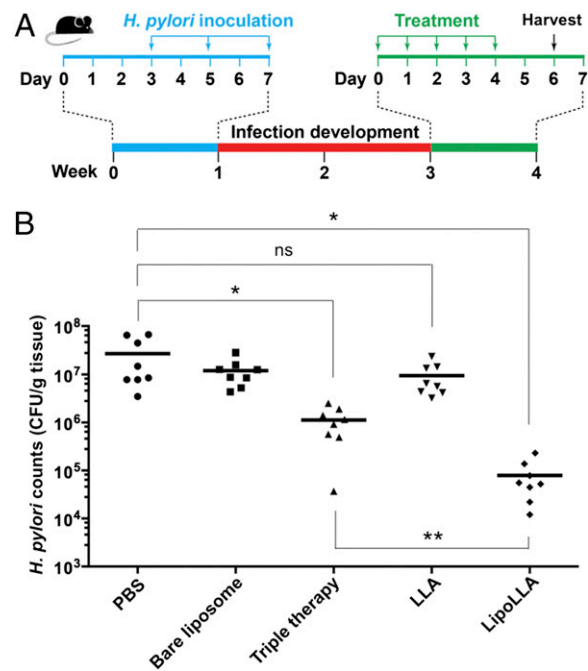 A
H. pylori inoculation
Treatment
Harvest
Day 0 1 2 3 4 5 6 7
Day 0 1 2 3 4 5 6 7
Infection development
Week 0 1 2 3 4
B
*
ns
*
H. pylori counts (CFU/g tissue)
10^8
10^7
10^6
10^5
10^4
10^3
**
PBS
Bare liposome
Triple therapy
LLA
LipoLLA